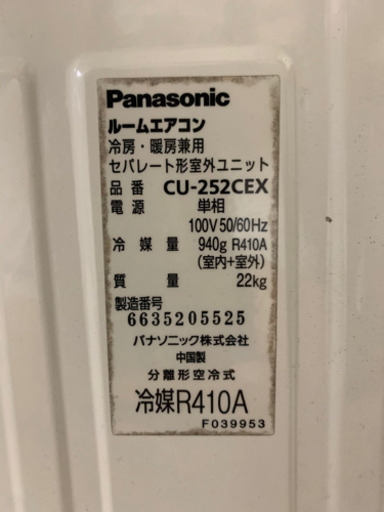 Panasonic
ルームエアコン
冷房・暖房兼用
セパレート形室外ユニット
品番 CU-252CEX
電源 単相
100V 50/60Hz
冷媒量 940g R410A
(室内+室外)
質量 22kg
製造番号
6635205525
パナソニック株式会社
中国製
分離形空冷式
冷媒R410A
F039953